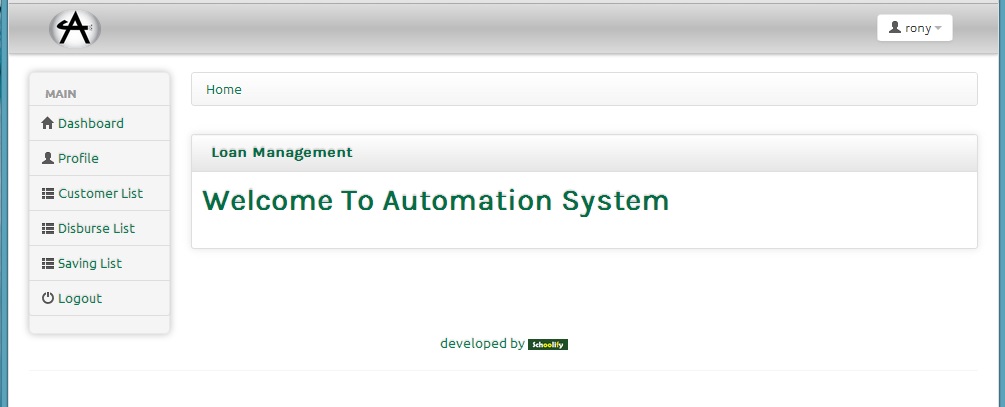 rony
MAIN
Dashboard
Profile
Customer List
Disburse List
Saving List
Logout
Home
Loan Management
Welcome To Automation System
developed by Schoolify